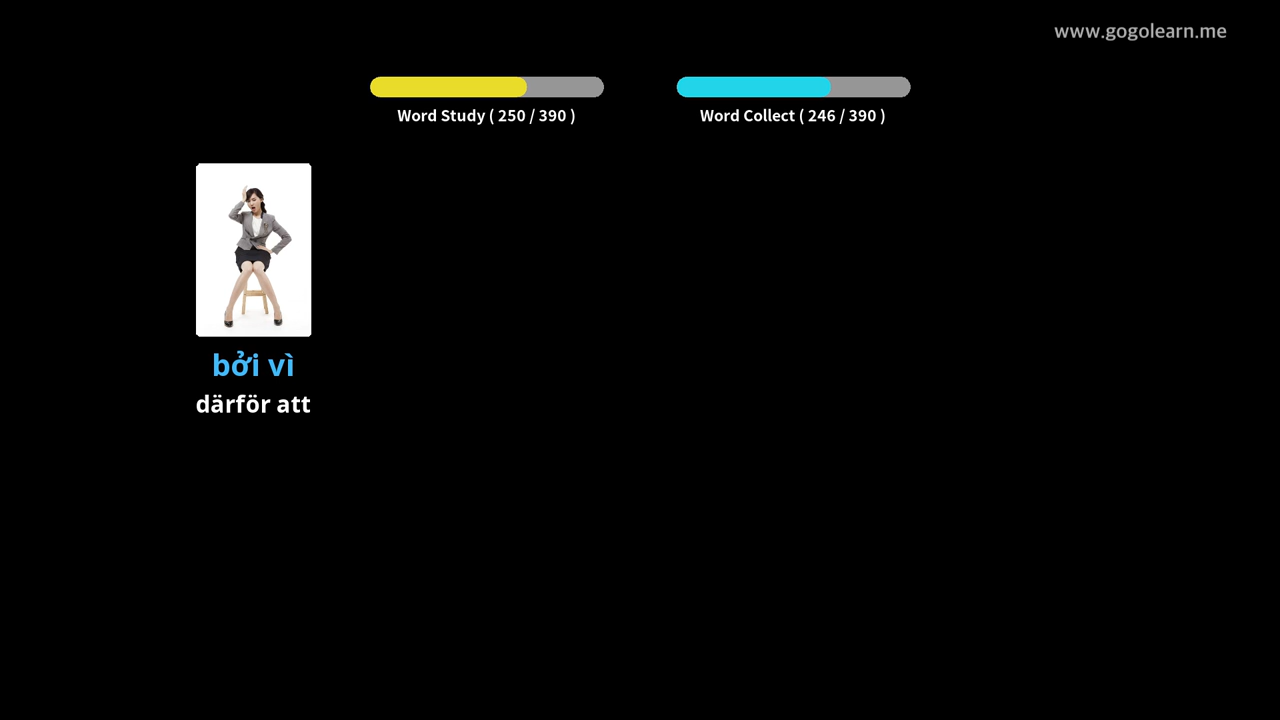 www.gogolearn.me
Word Study ( 250 / 390 )
Word Collect ( 246 / 390 )
bởi vì
därför att